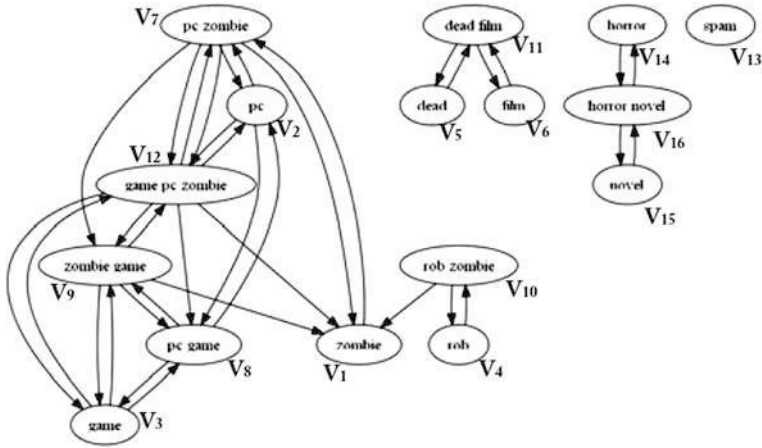 V7 pc zombie
dead film V11
horror V14
spam V13
pc V2
dead V5
film V6
horror novel V16
V12
game pc zombie
novel V15
zombie game V9
rob zombie V10
pc game V8
zombie V1
rob V4
game V3